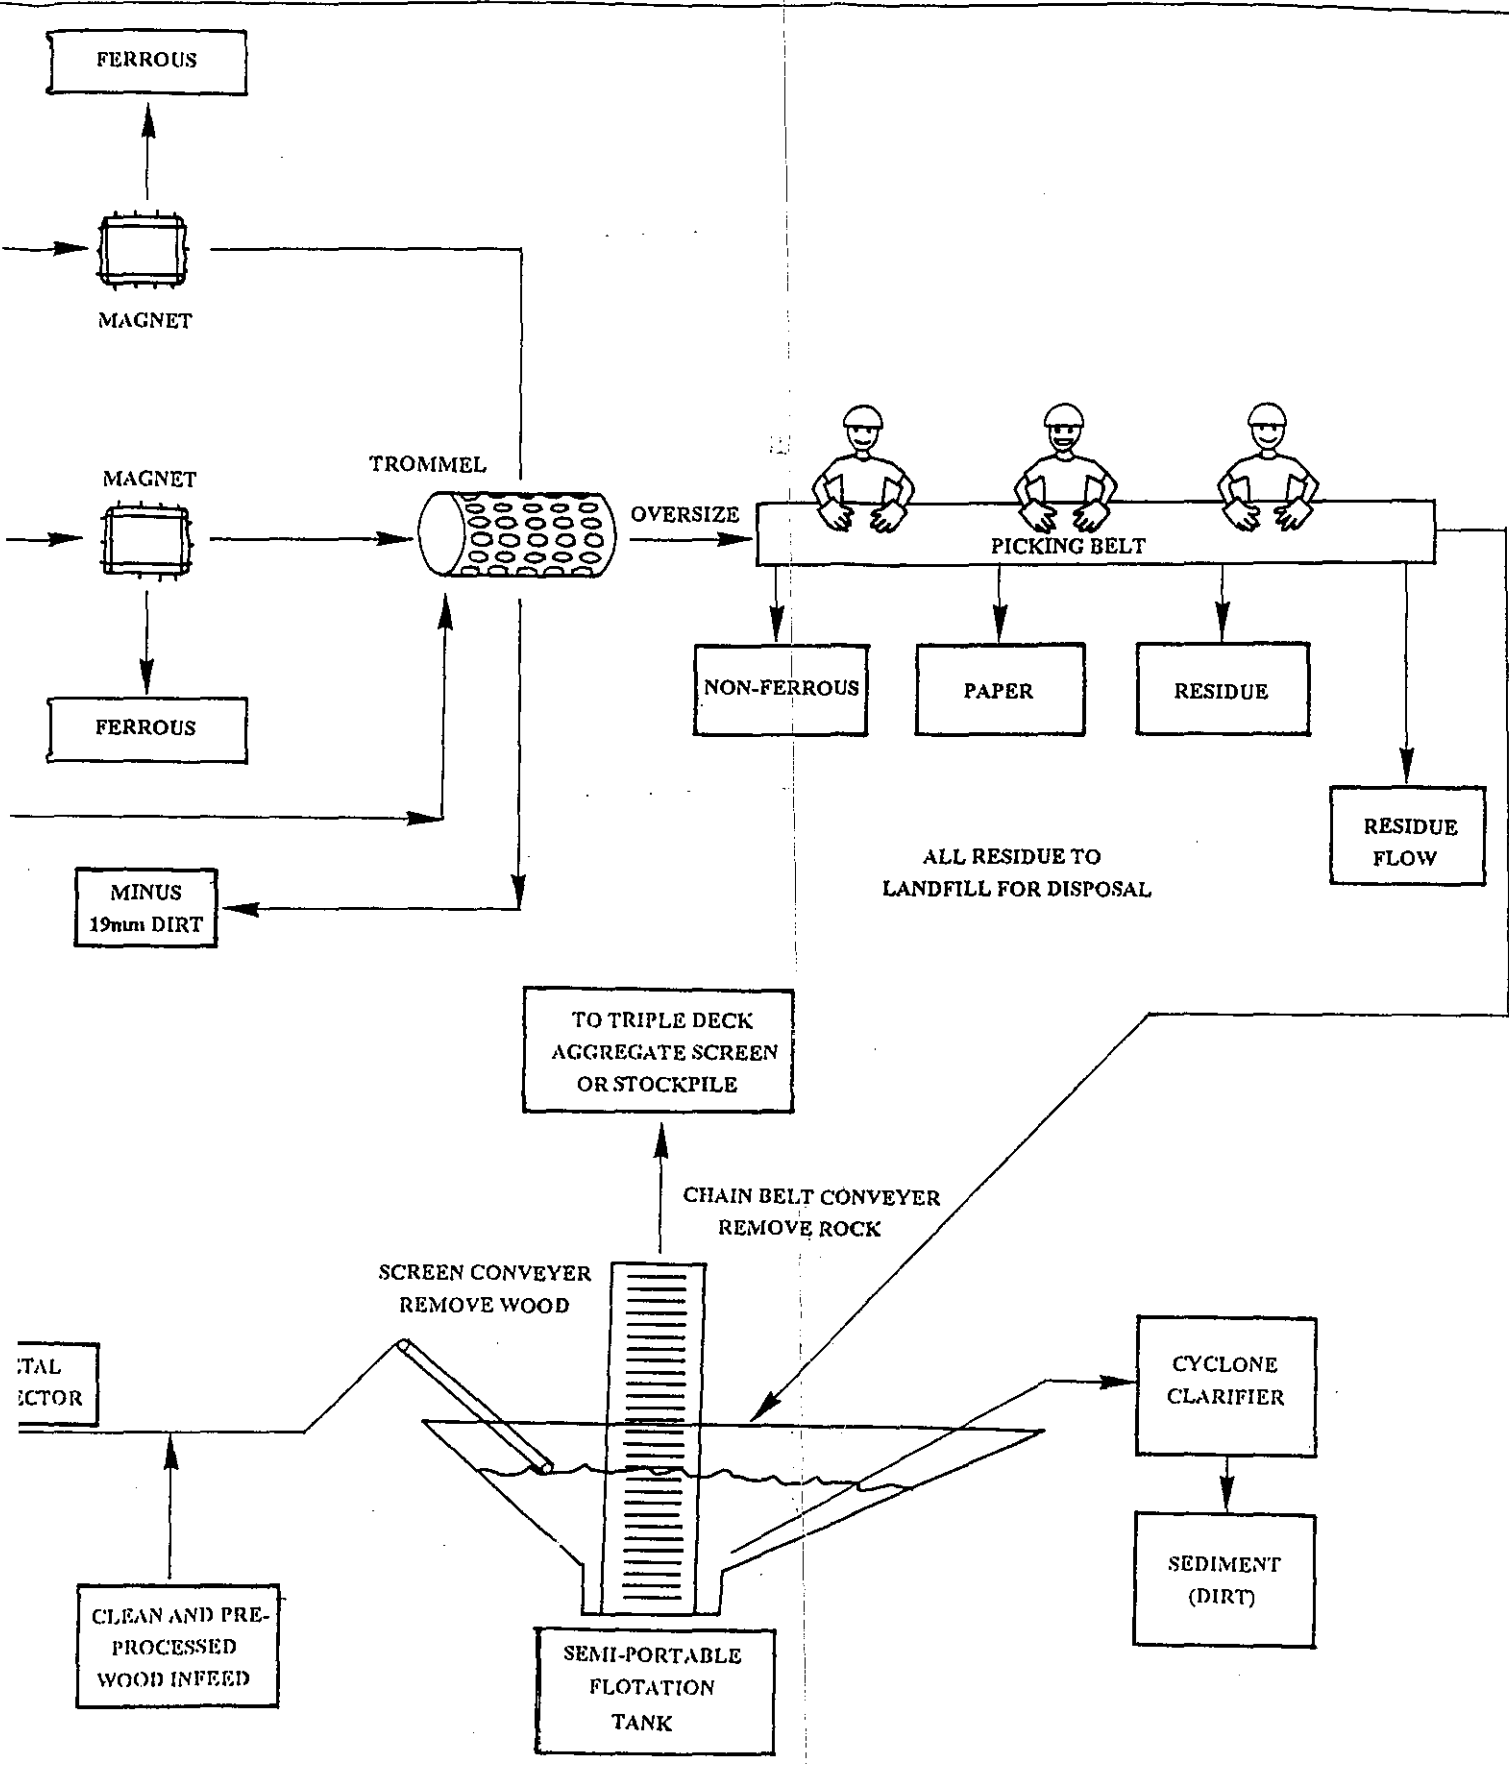 FERROUS
MAGNET
MAGNET
TROMMEL
OVERSIZE
PICKING BELT
NON-FERROUS
PAPER
RESIDUE
FERROUS
RESIDUE
FLOW
ALL RESIDUE TO
LANDFILL FOR DISPOSAL
MINUS
19mm DIRT
TO TRIPLE DECK
AGGREGATE SCREEN
OR STOCKPILE
CHAIN BELT CONVEYER
REMOVE ROCK
SCREEN CONVEYER
REMOVE WOOD
ETAL
ECTOR
CYCLONE
CLARIFIER
SEDIMENT
(DIRT)
CLEAN AND PRE-
PROCESSED
WOOD INFEED
SEMI-PORTABLE
FLOTATION
TANK